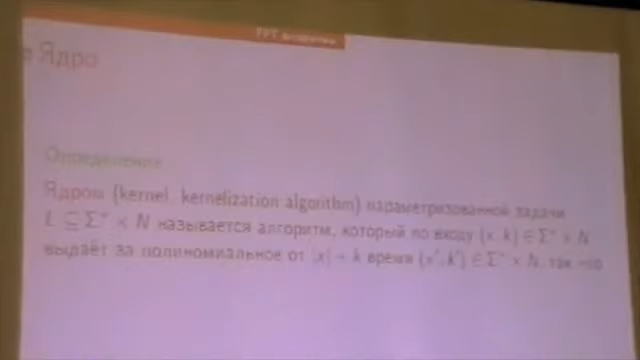 FPT алгоритмы
Ядро
Определение
Ядром (kernel, kernelization algorithm) параметризованной задачи
L ⊆ Σ* × N называется алгоритм, который по входу (x, k) ∈ Σ* × N
выдаёт за полиномиальное от |x| + k время (x', k') ∈ Σ* × N, так что